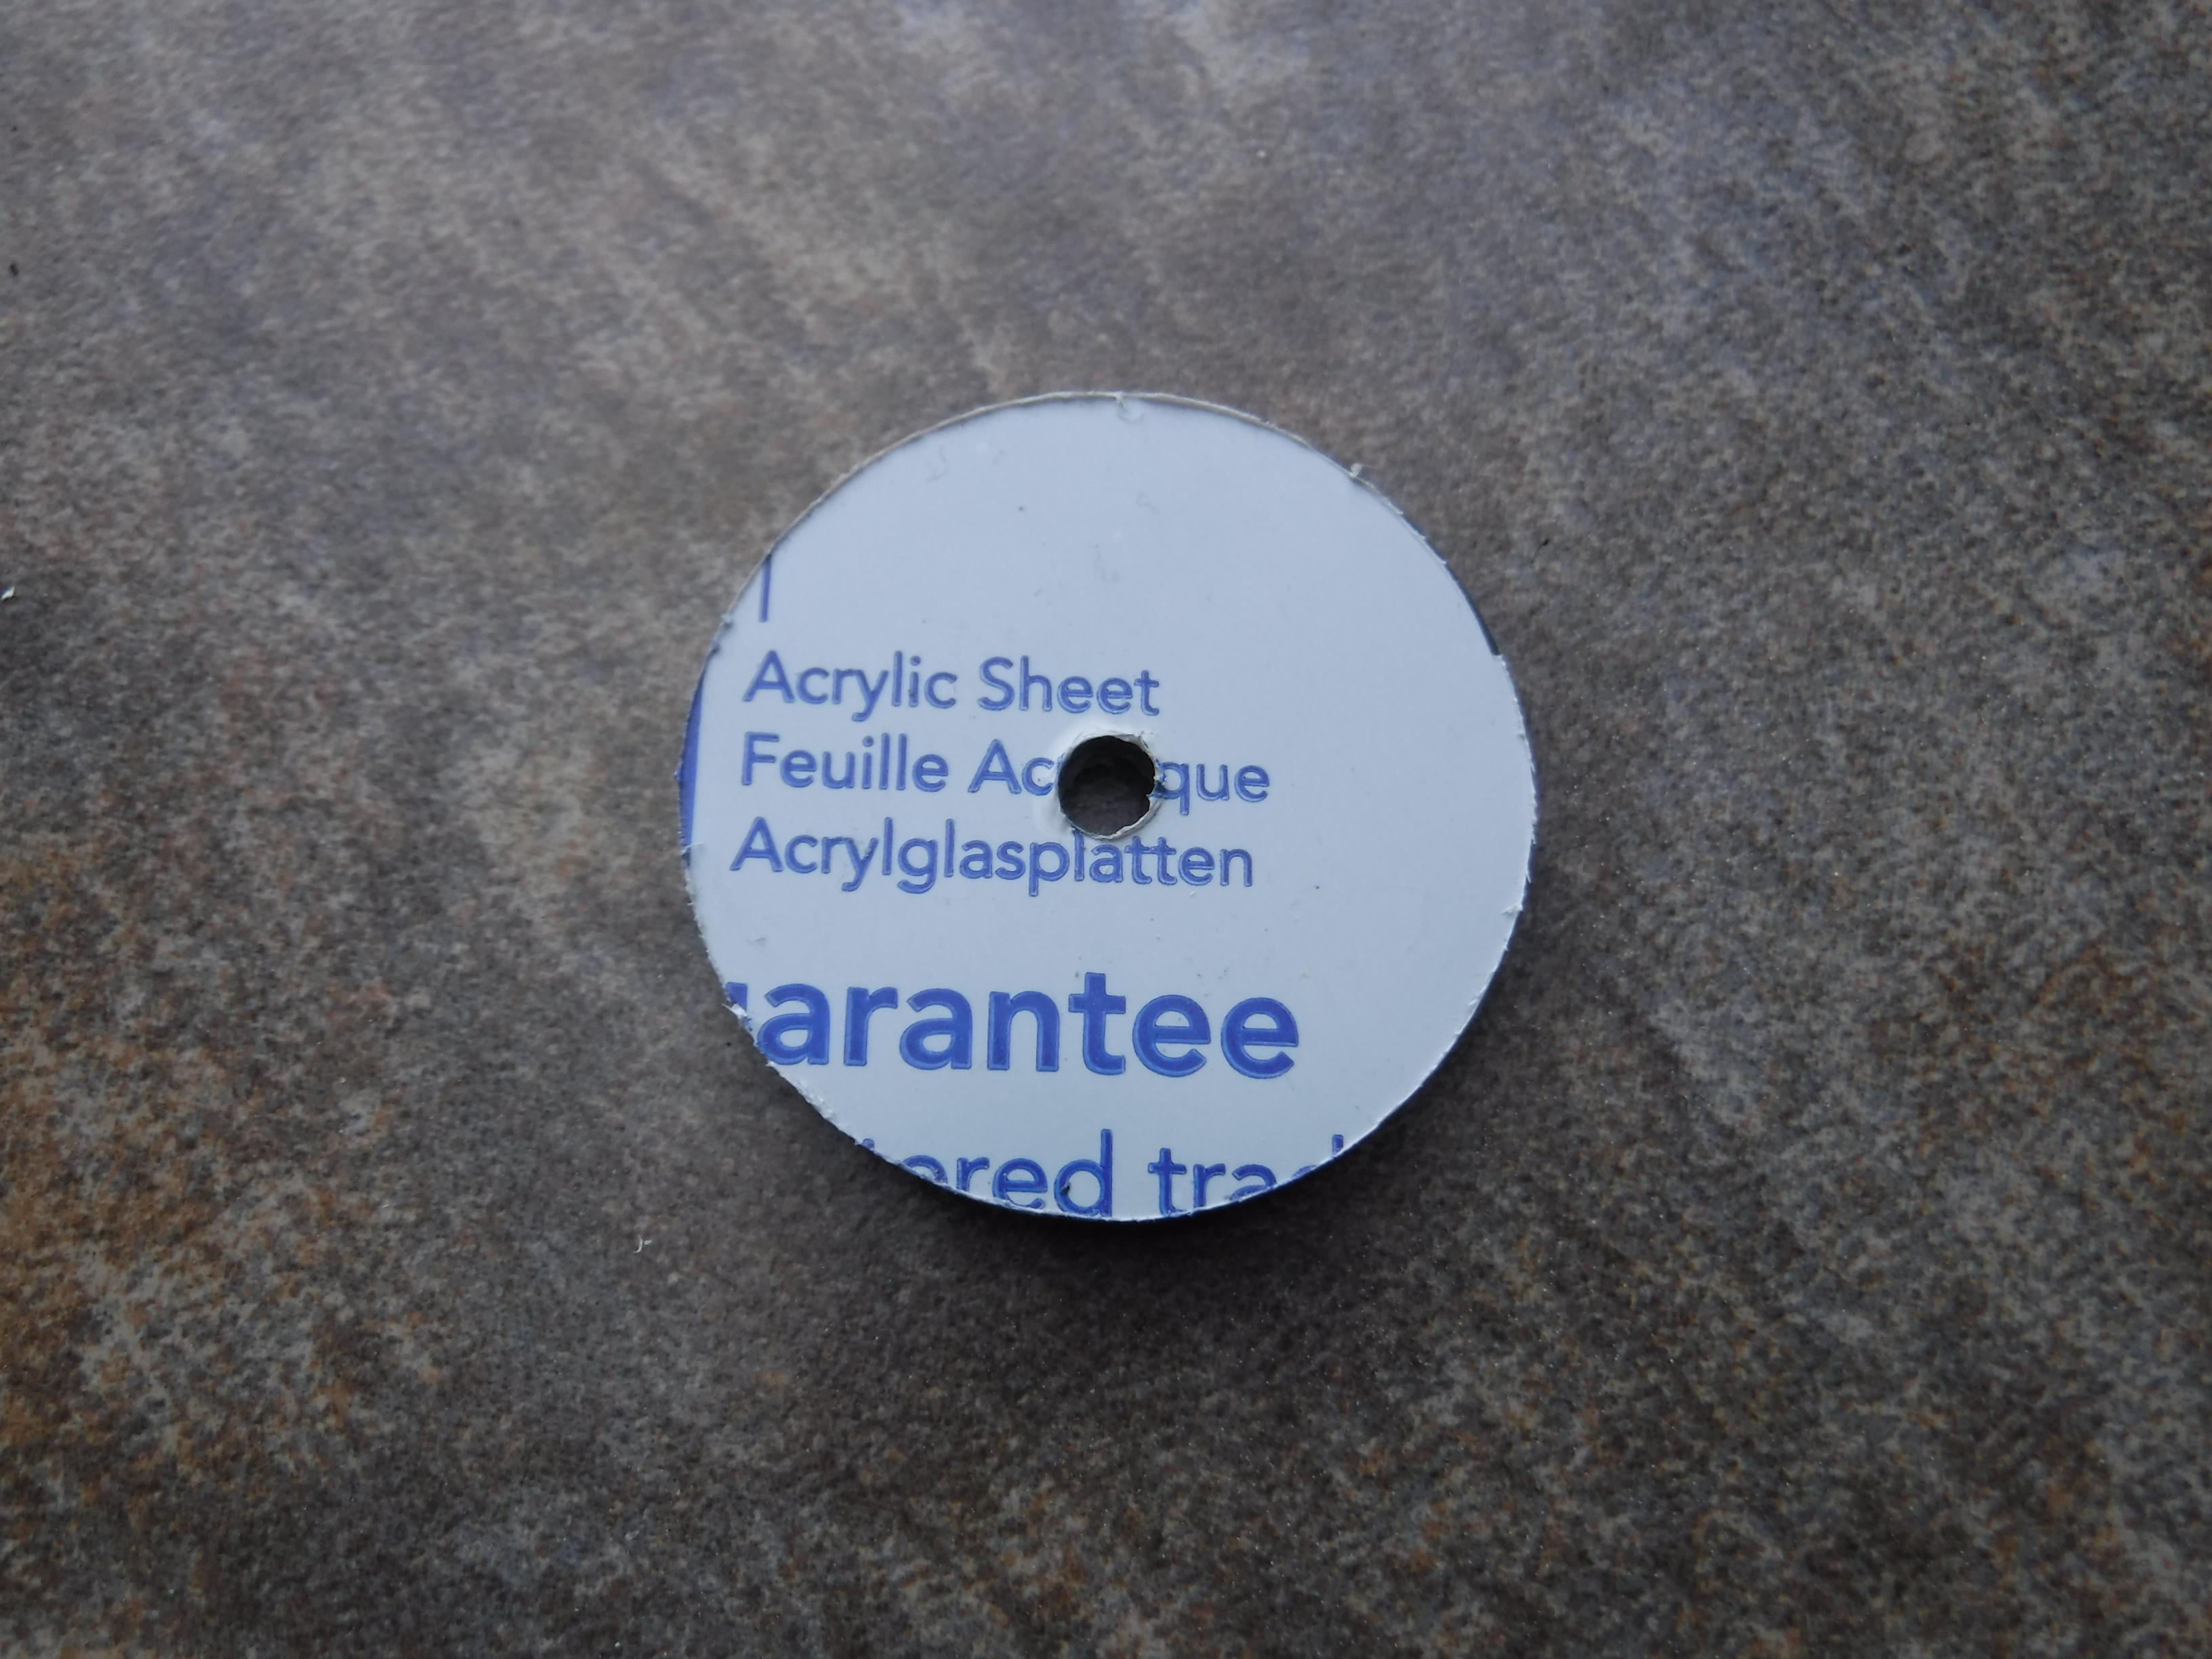 Acrylic Sheet
Feuille Ac que
Acrylglasplatten
arantee
ered tra